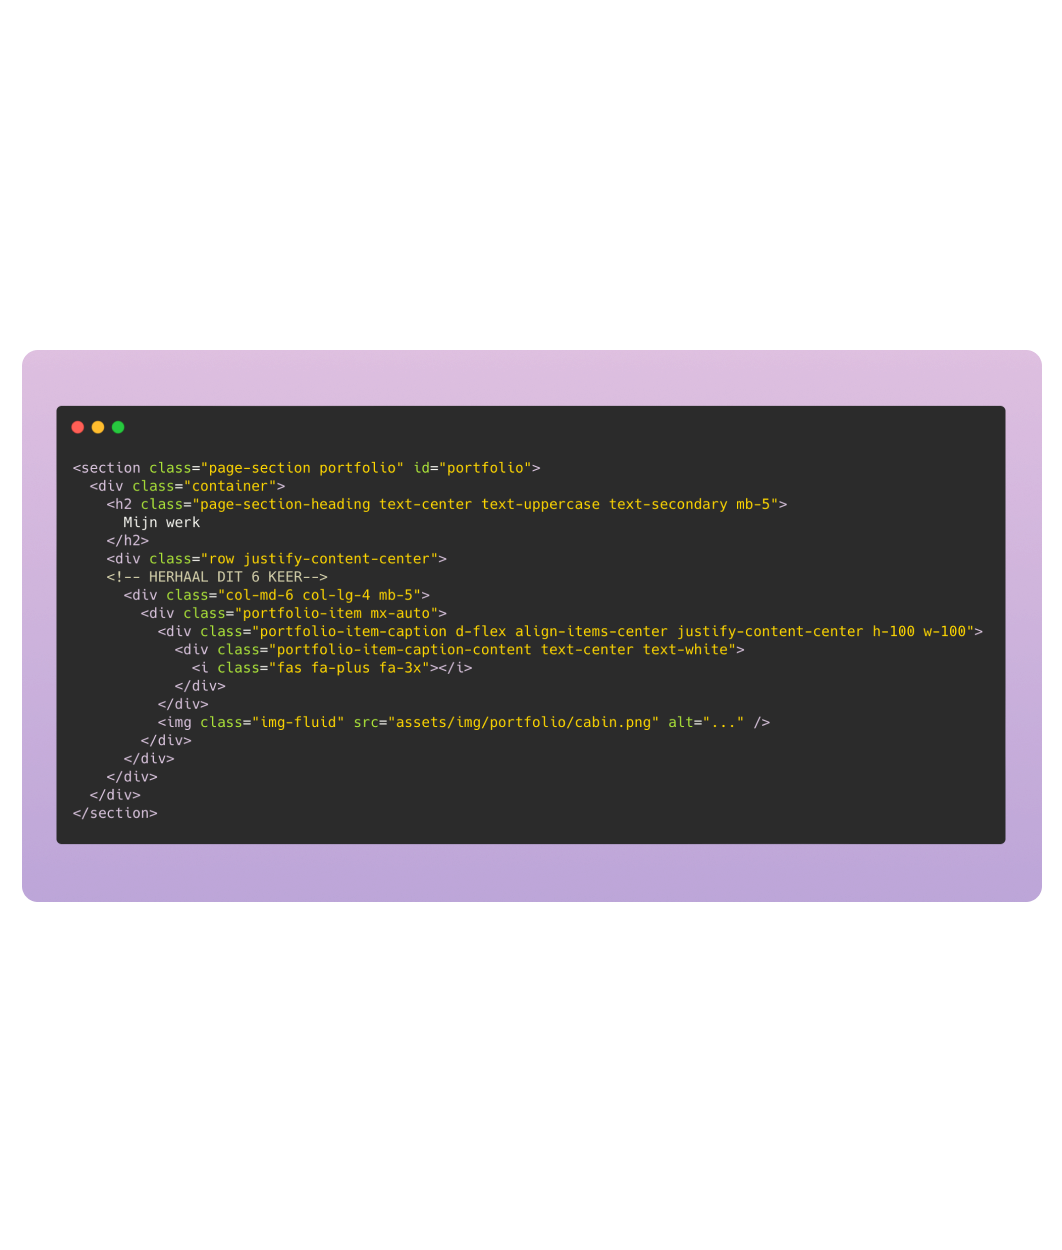 <section class="page-section portfolio" id="portfolio">
<div class="container">
<h2 class="page-section-heading text-center text-uppercase text-secondary mb-5">
Mijn werk
</h2>
<div class="row justify-content-center">
<!-- HERHAAL DIT 6 KEER-->
<div class="col-md-6 col-lg-4 mb-5">
<div class="portfolio-item mx-auto">
<div class="portfolio-item-caption d-flex align-items-center justify-content-center h-100 w-100">
<div class="portfolio-item-caption-content text-center text-white">
<i class="fas fa-plus fa-3x"></i>
</div>
</div>
<img class="img-fluid" src="assets/img/portfolio/cabin.png" alt="..." />
</div>
</div>
</div>
</div>
</section>